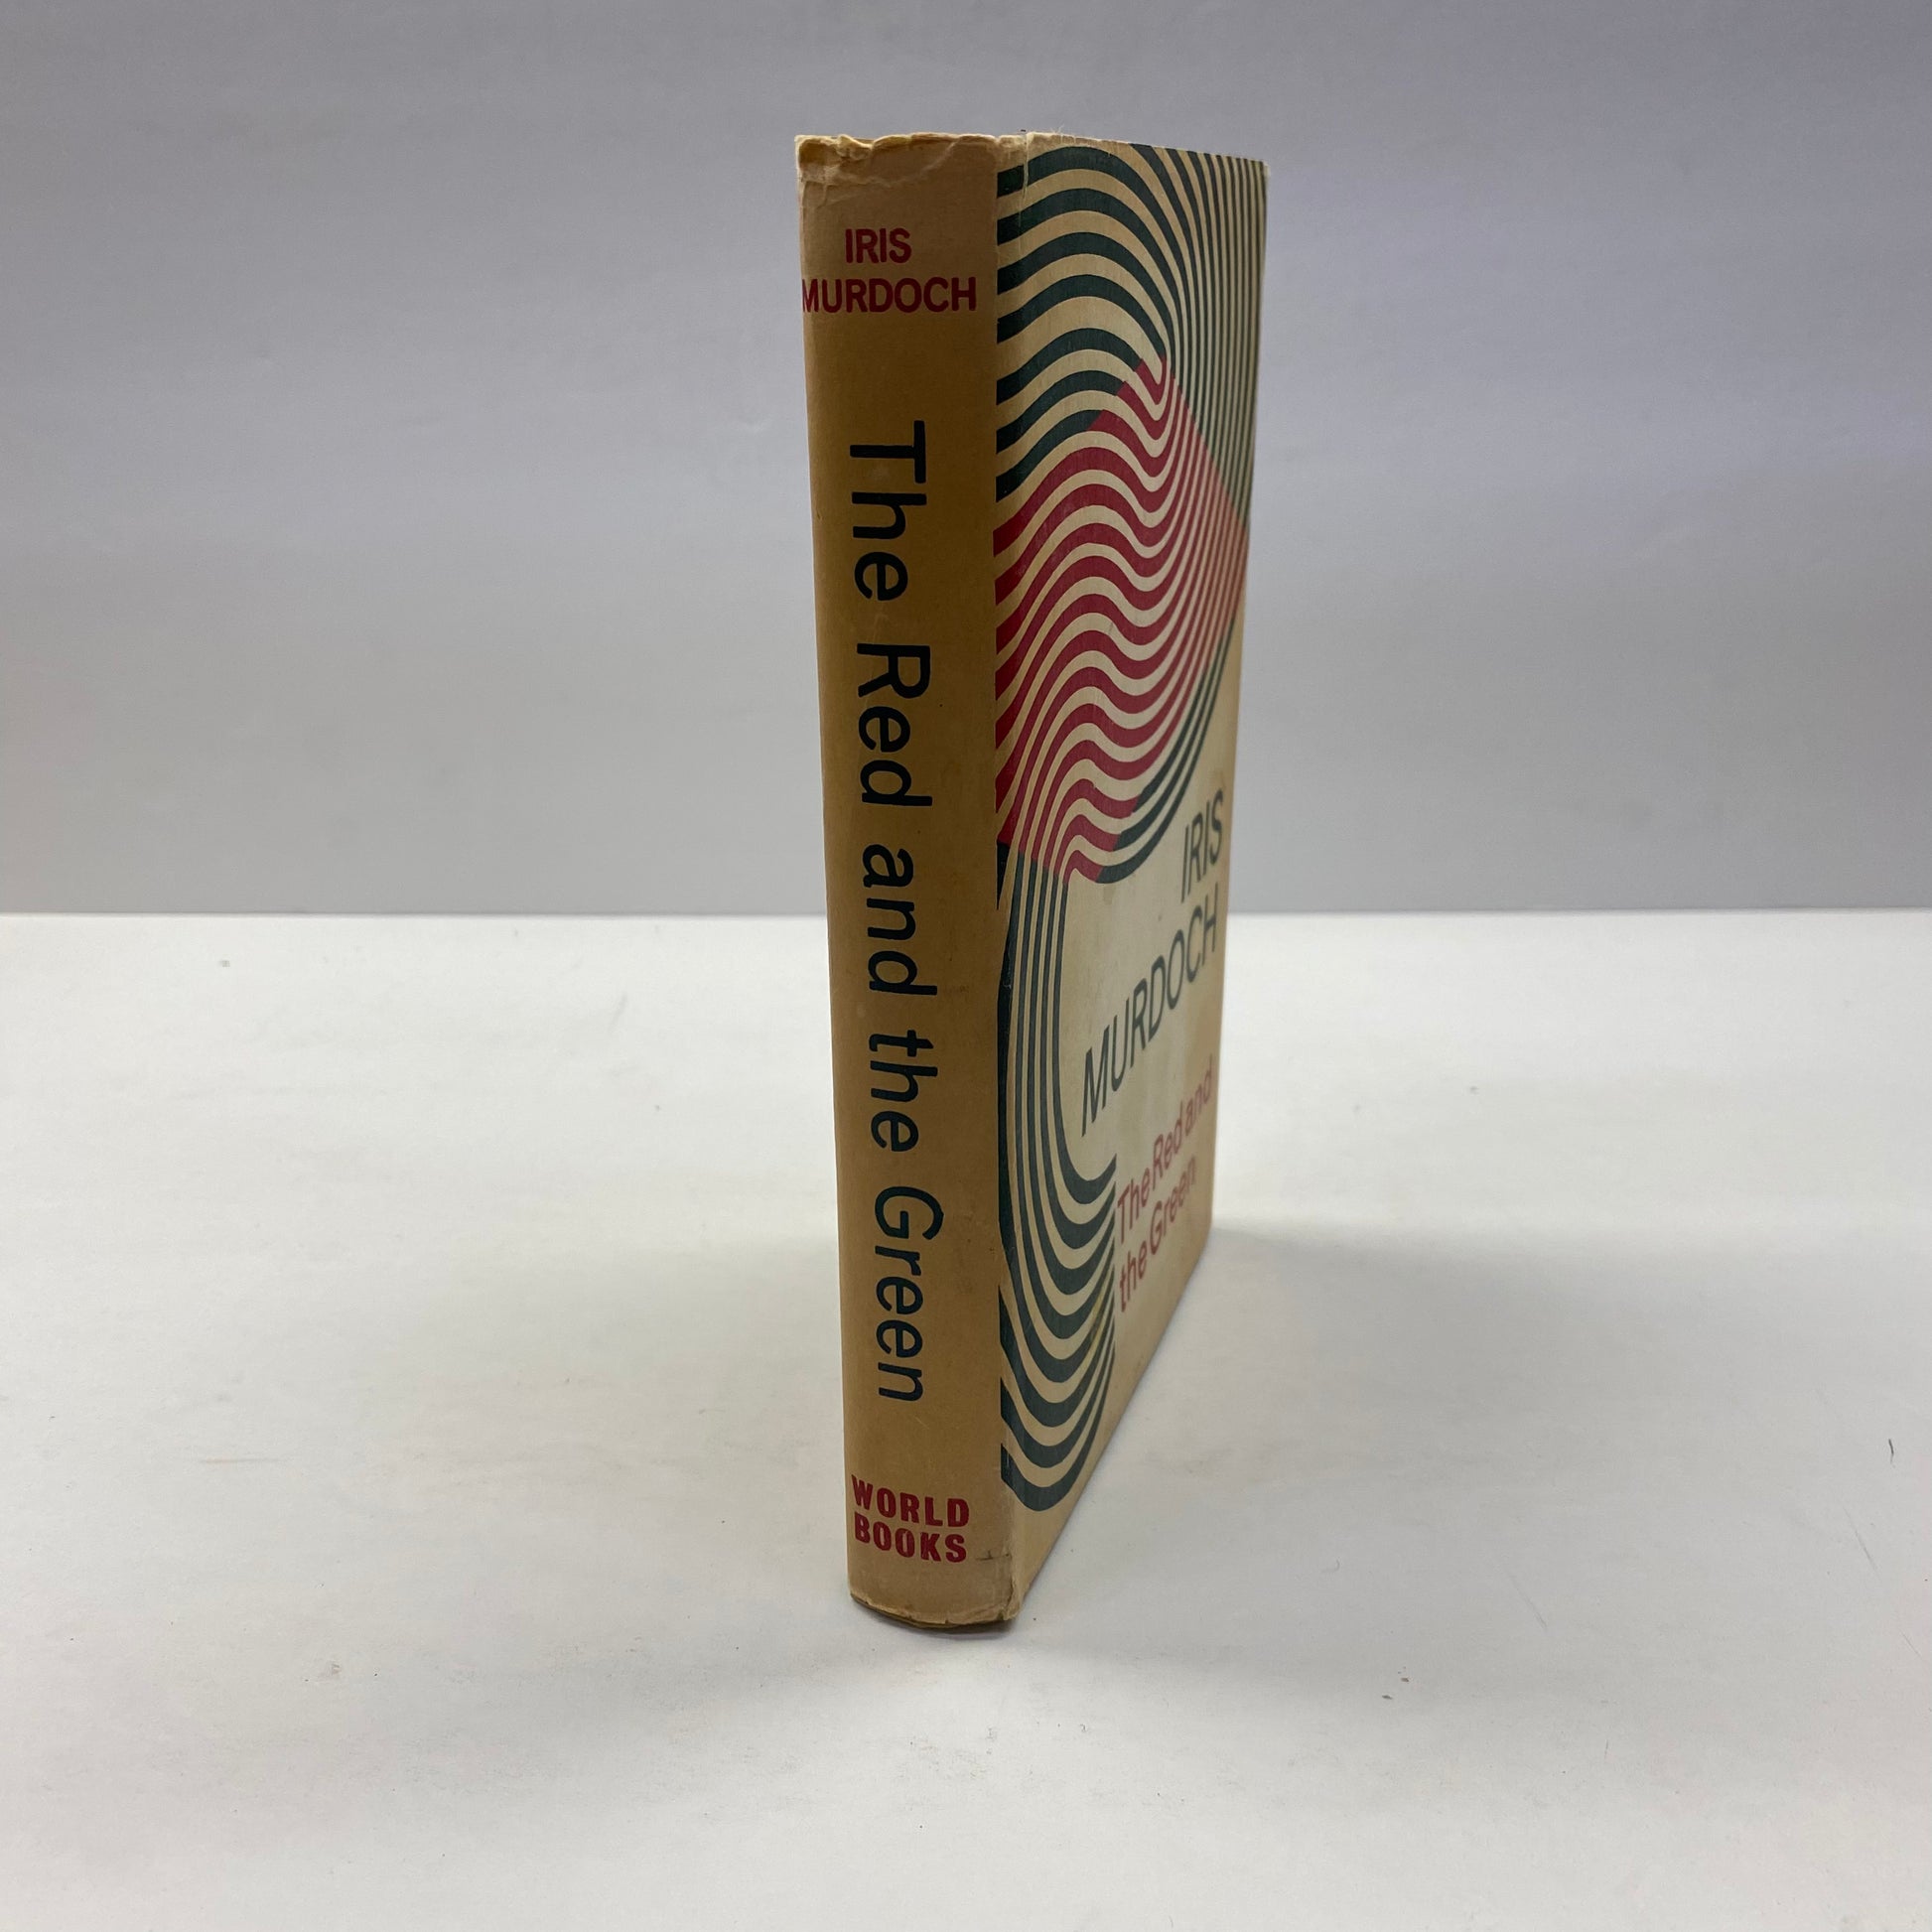 IRIS
MURDOCH
The Red and the Green
WORLD
BOOKS
IRIS
MURDOCH
The Red and
the Green